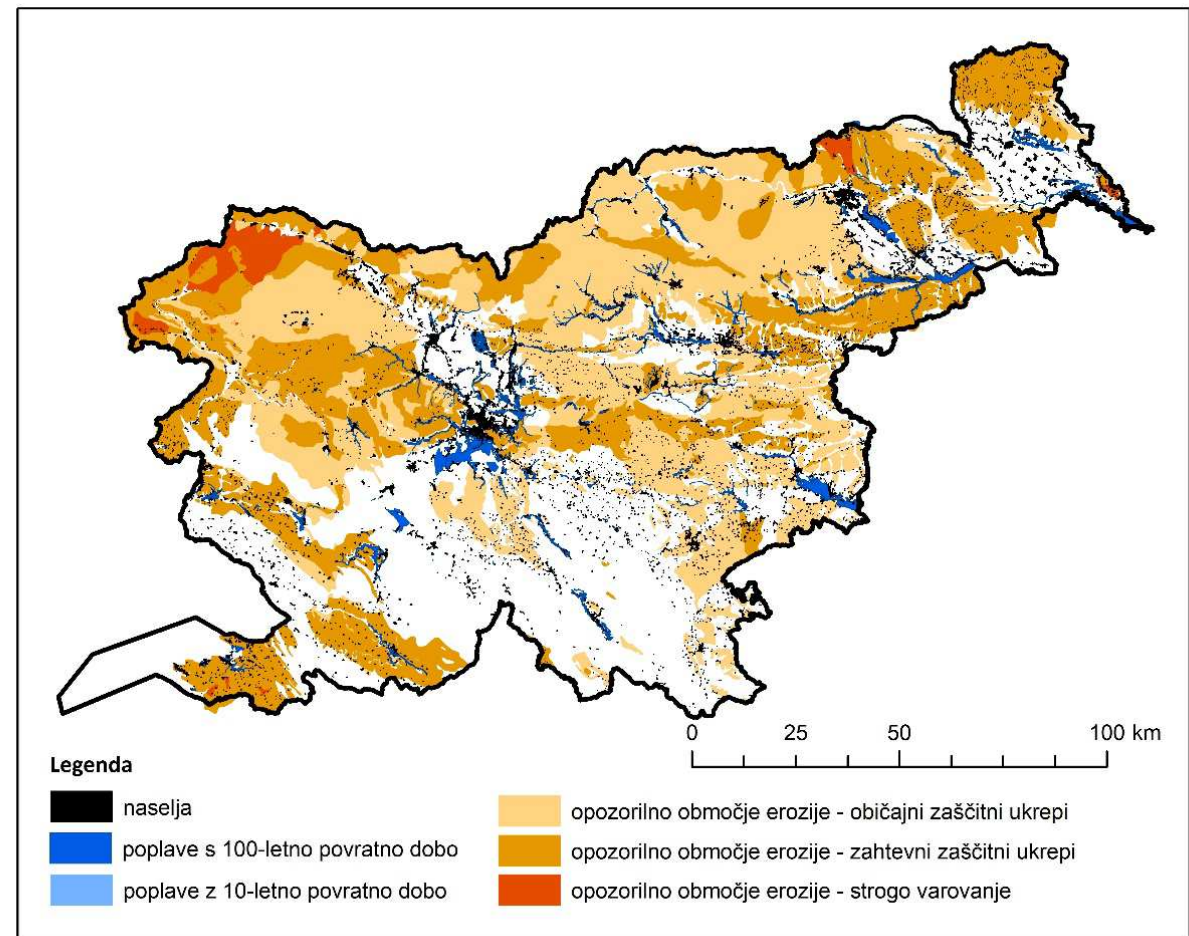 0 25 50 100 km
Legenda
naselja
poplave s 100-letno povratno dobo
poplave z 10-letno povratno dobo
opozorilno območje erozije - običajni zaščitni ukrepi
opozorilno območje erozije - zahtevni zaščitni ukrepi
opozorilno območje erozije - strogo varovanje